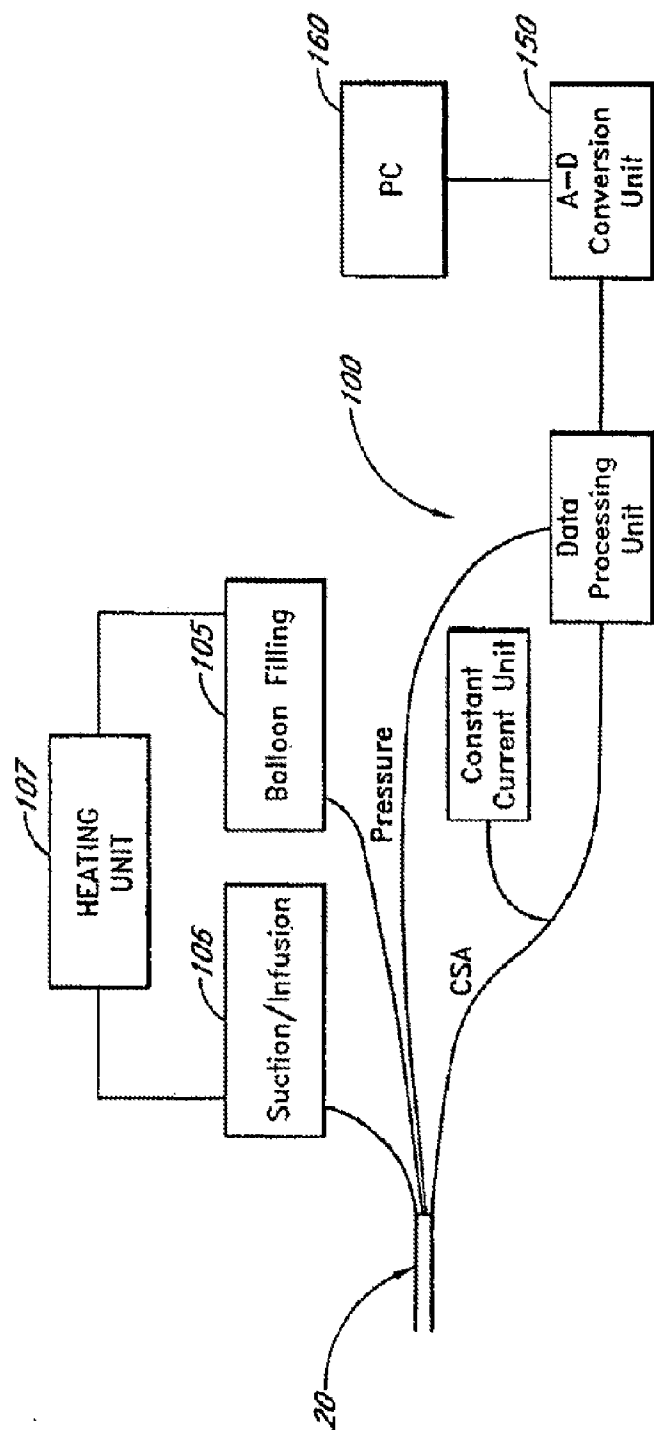 107
HEATING
UNIT
106
Suction/Infusion
105
Balloon Filling
20
Pressure
CSA
Constant
Current Unit
100
Data
Processing
Unit
160
PC
150
A-D
Conversion
Unit